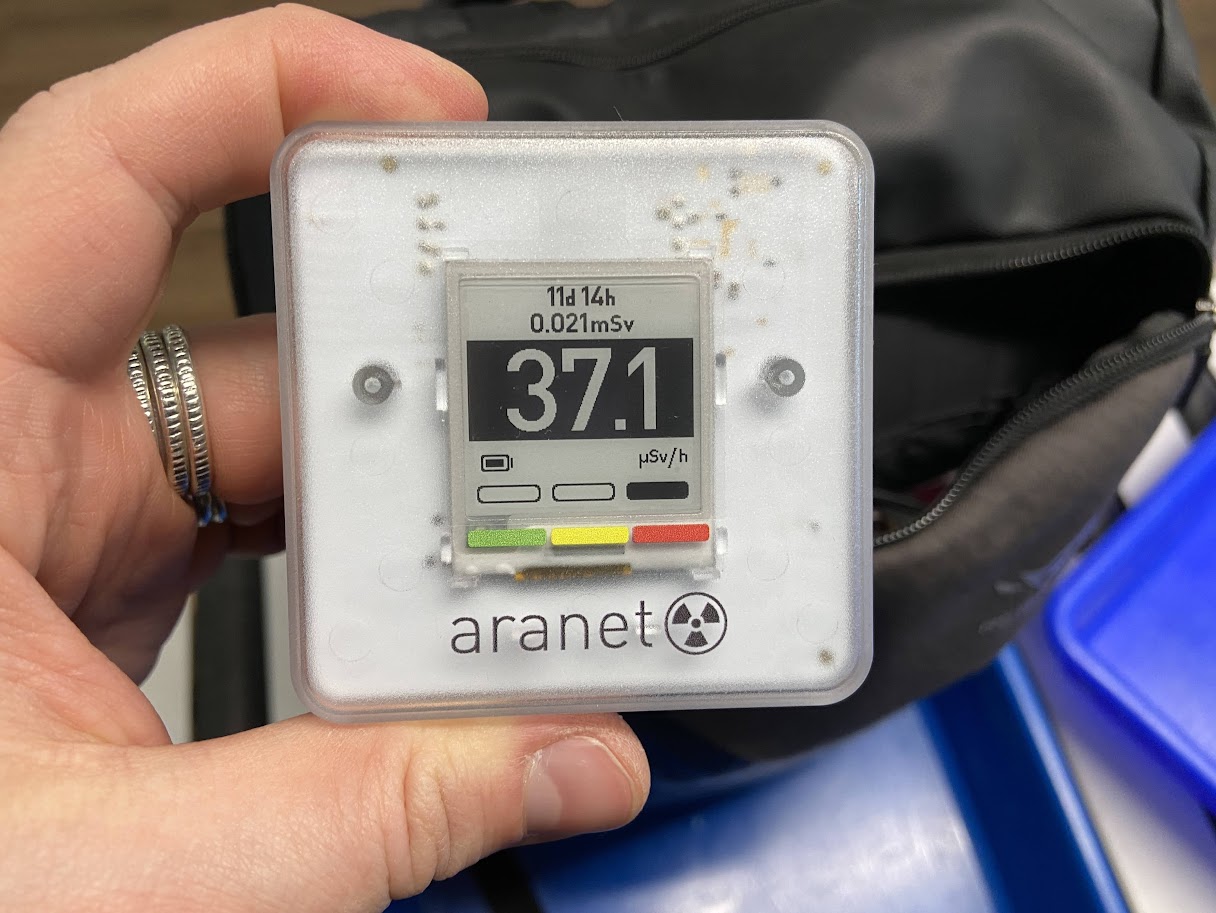 11d 14h
0.021mSv
37.1
µSv/h
aranet